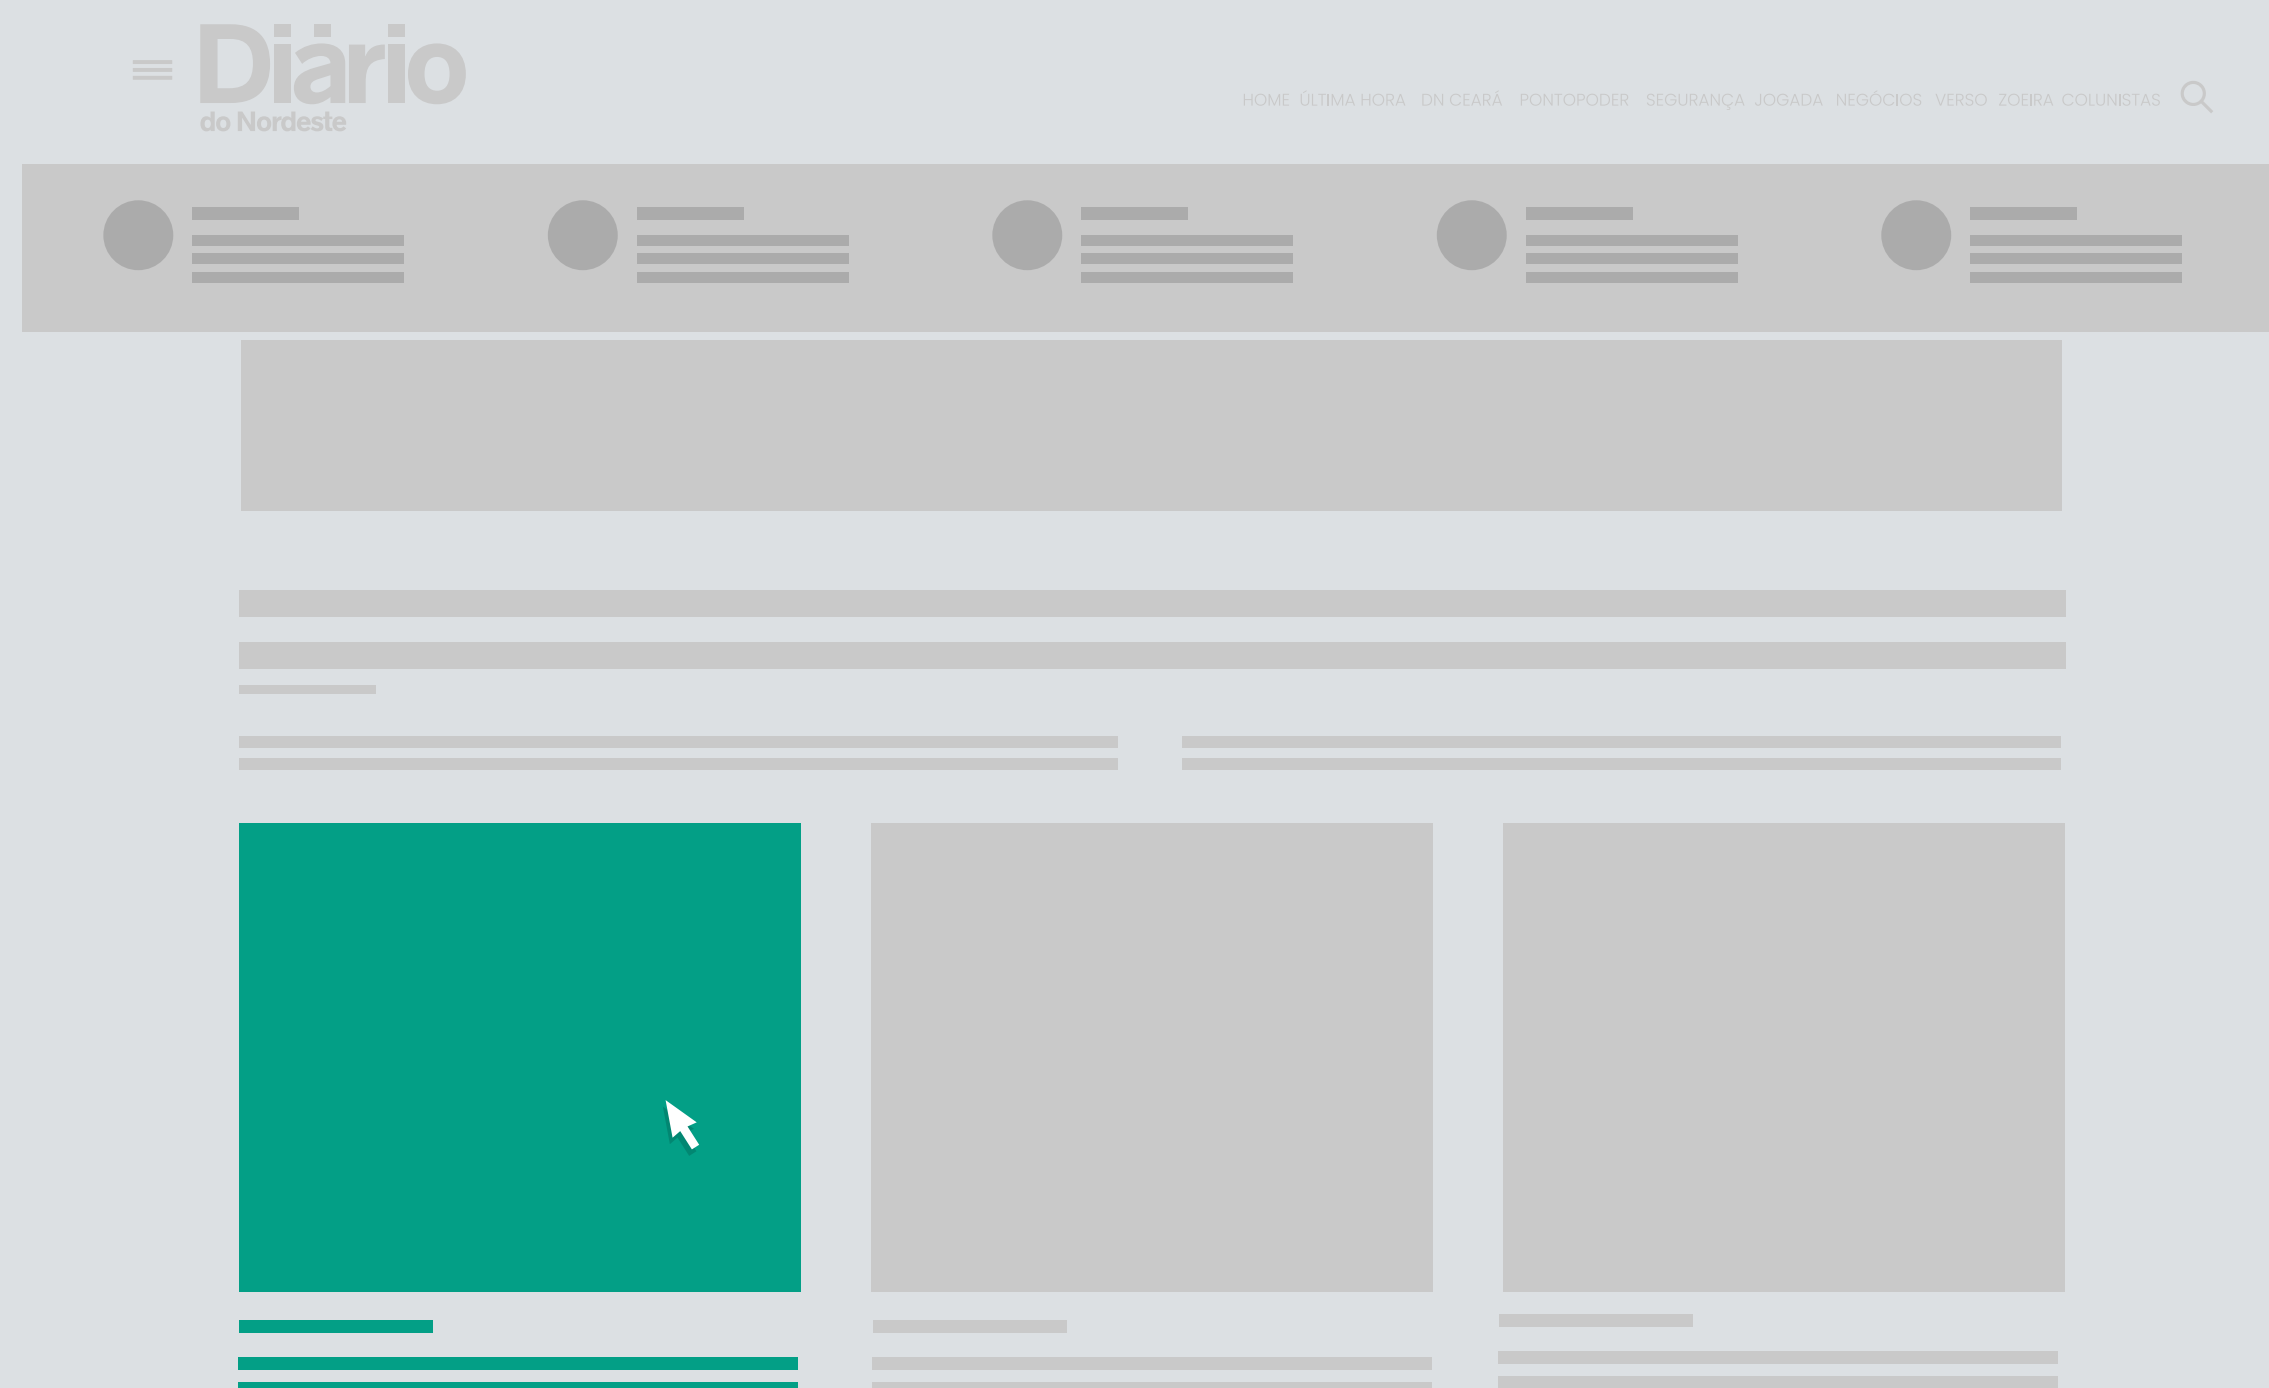 Diário
do Nordeste
HOME ÚLTIMA HORA DN CEARÁ PONTOPODER SEGURANÇA JOGADA NEGÓCIOS VERSO ZOEIRA COLUNISTAS